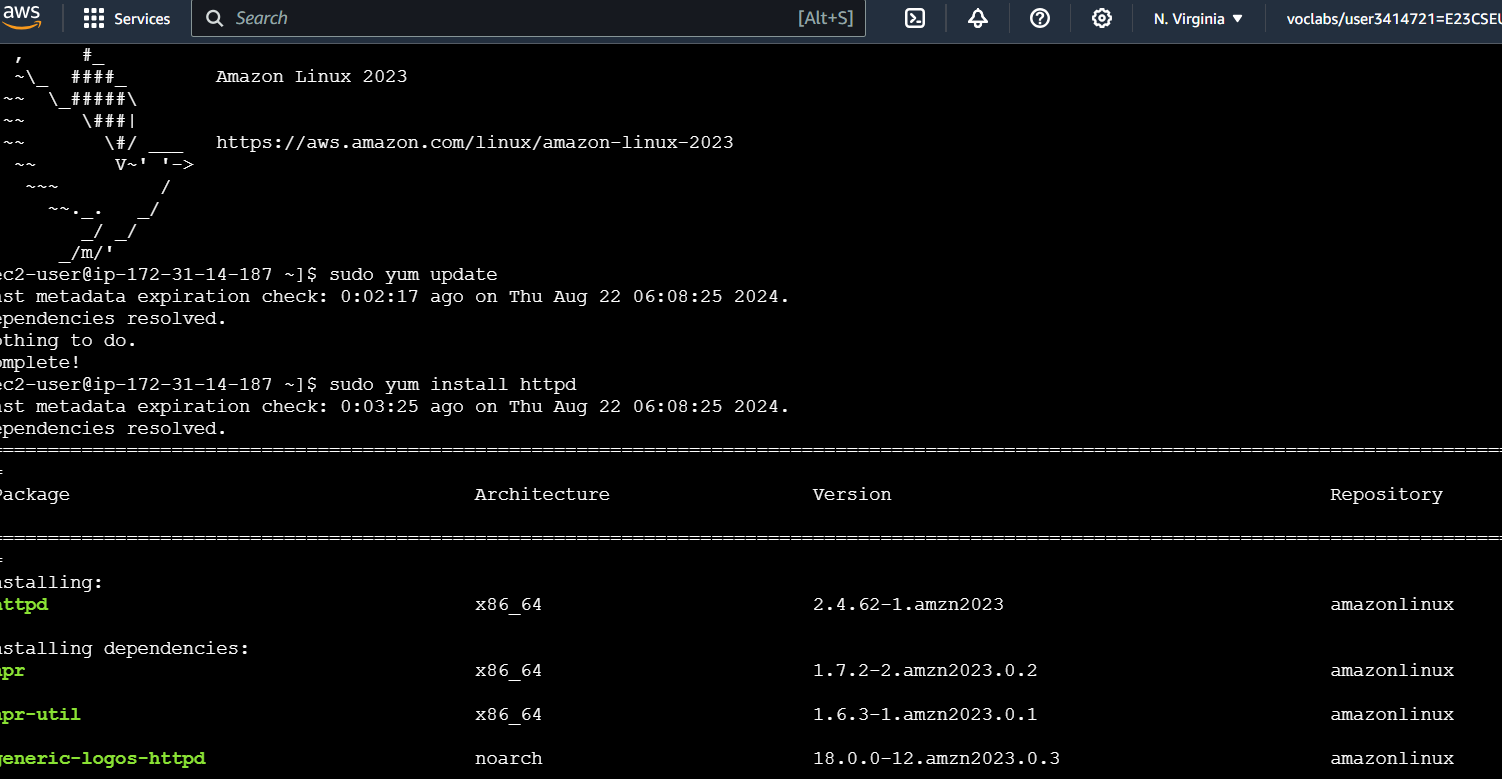 aws Services Search [Alt+S] N. Virginia voclabs/user3414721=E23CSEU
, #_
~\_ ####_ Amazon Linux 2023
~~ \_#####\
~~ \###|
~~ \#/ ___ https://aws.amazon.com/linux/amazon-linux-2023
~~ V~' '->
~~~ /
~~._. _/
_/ _/
_/m/'
ec2-user@ip-172-31-14-187 ~]$ sudo yum update
ast metadata expiration check: 0:02:17 ago on Thu Aug 22 06:08:25 2024.
ependencies resolved.
othing to do.
omplete!
ec2-user@ip-172-31-14-187 ~]$ sudo yum install httpd
ast metadata expiration check: 0:03:25 ago on Thu Aug 22 06:08:25 2024.
ependencies resolved.
Package Architecture Version Repository
nstalling:
httpd x86_64 2.4.62-1.amzn2023 amazonlinux
nstalling dependencies:
apr x86_64 1.7.2-2.amzn2023.0.2 amazonlinux
apr-util x86_64 1.6.3-1.amzn2023.0.1 amazonlinux
generic-logos-httpd noarch 18.0.0-12.amzn2023.0.3 amazonlinux